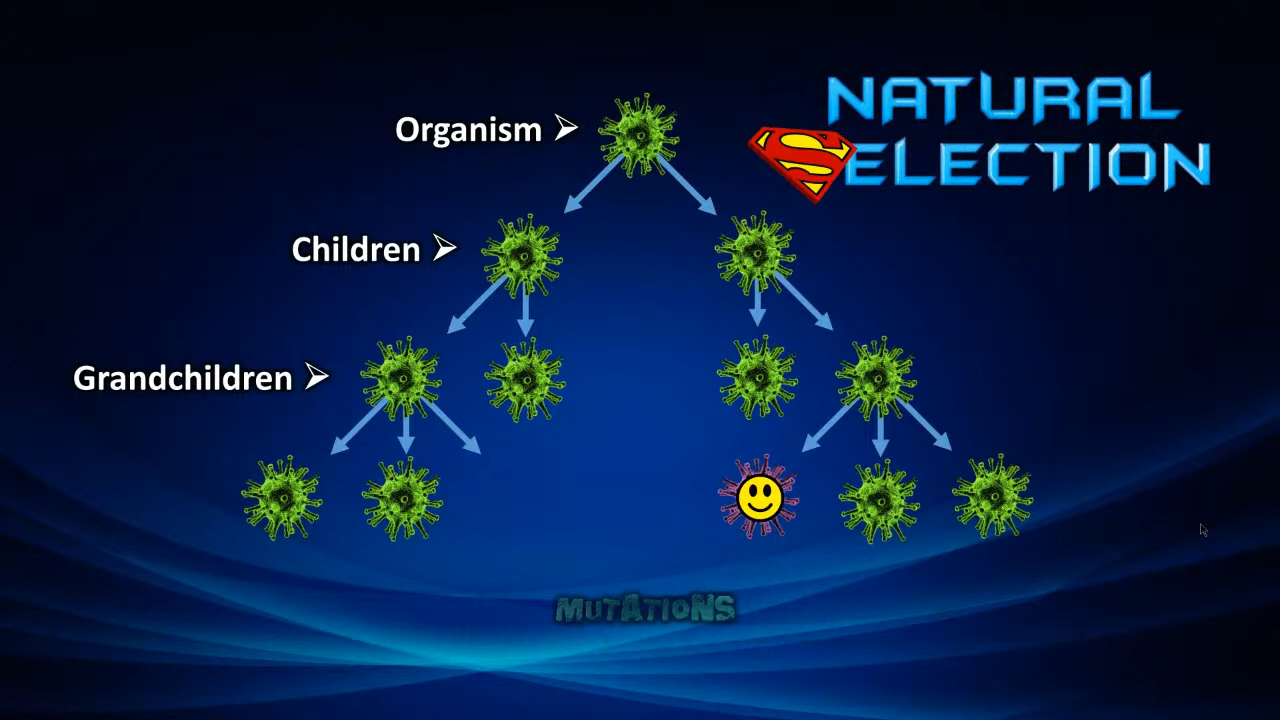 NATURAL
SELECTION
Organism ➢
Children ➢
Grandchildren ➢
MUTATIONS